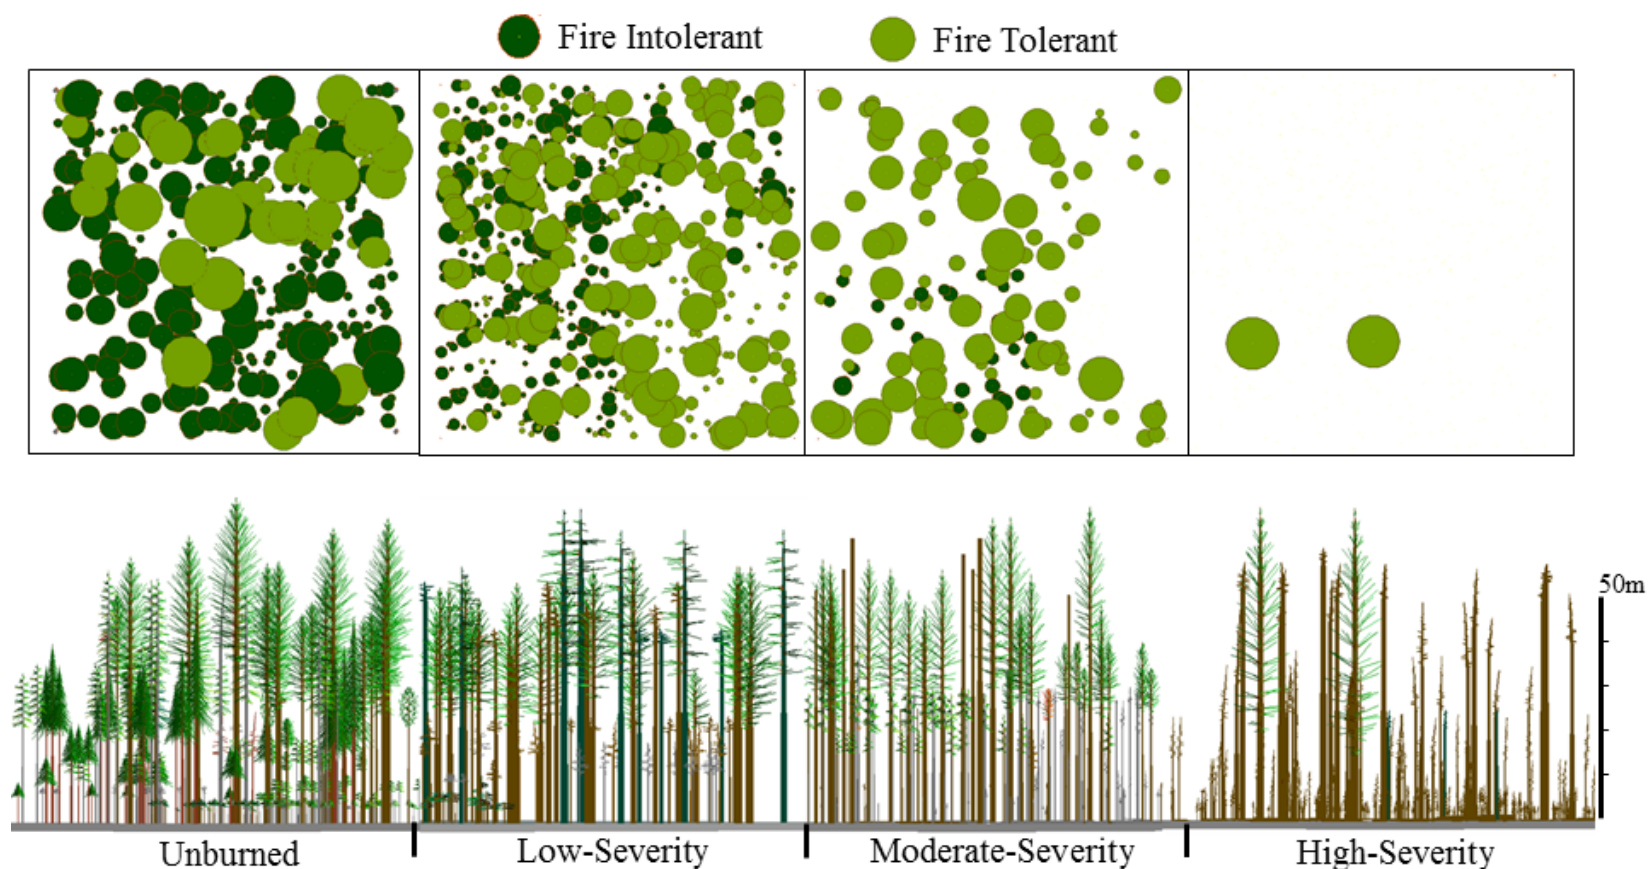 Fire Intolerant
Fire Tolerant
50m
Unburned
Low-Severity
Moderate-Severity
High-Severity